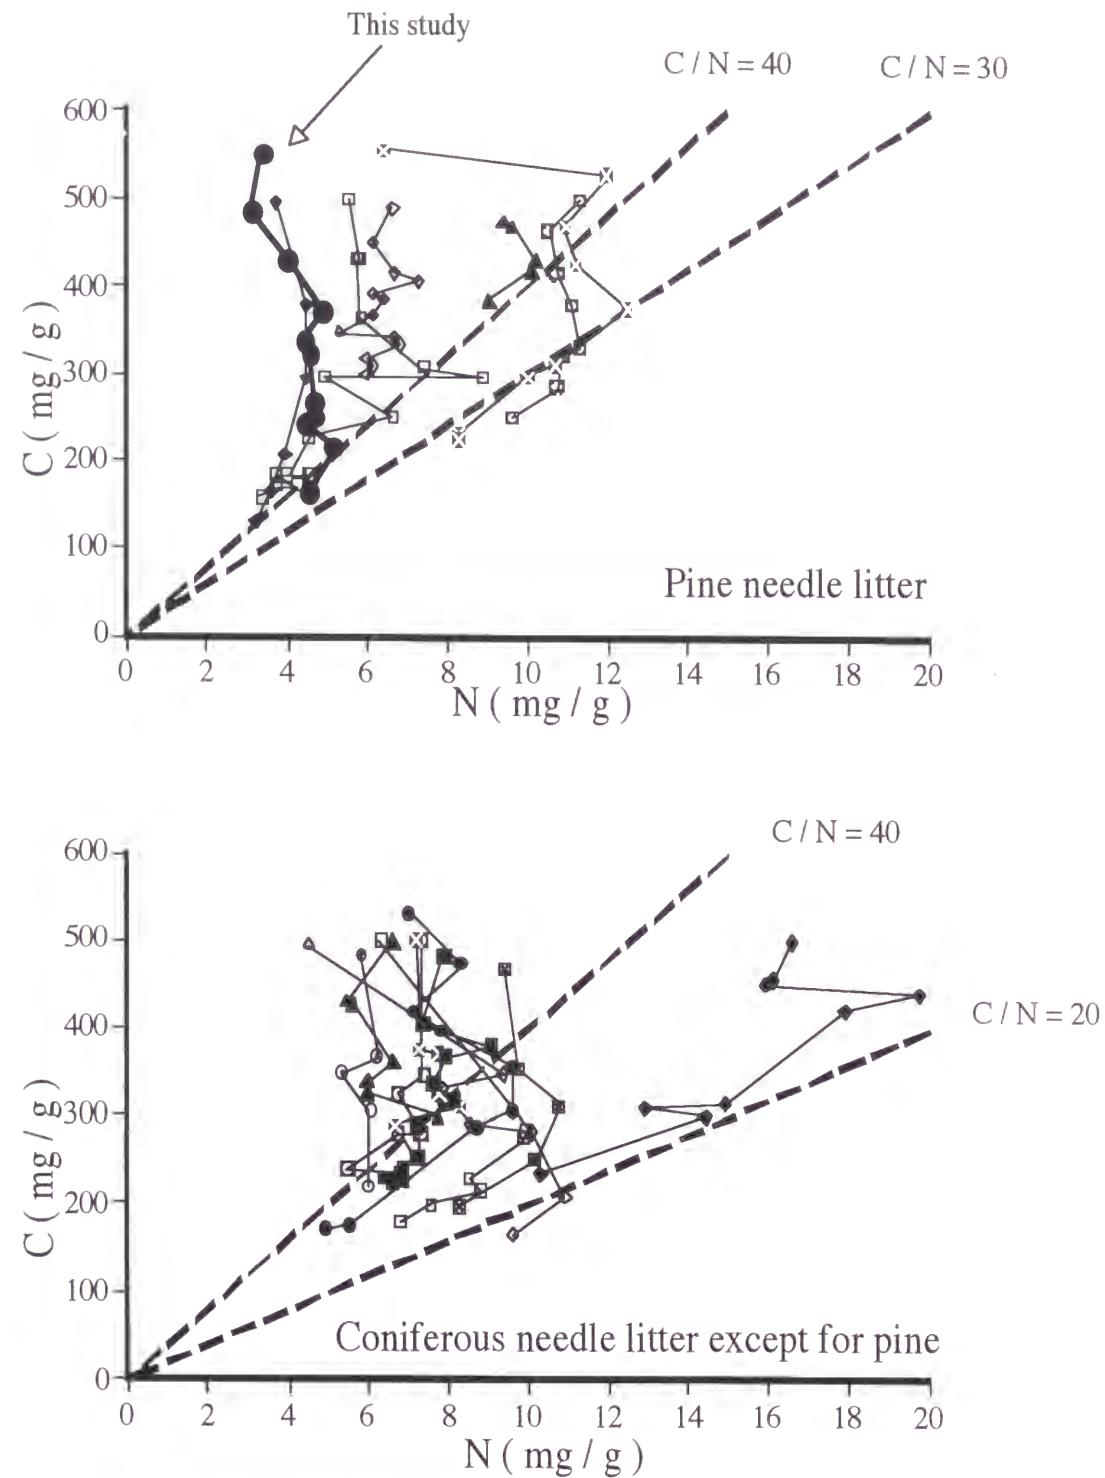 This study
C / N = 40
C / N = 30
600
500
400
300
200
100
0
C ( mg / g )
Pine needle litter
0 2 4 6 8 10 12 14 16 18 20
N ( mg / g )
C / N = 40
600
500
400
300
200
100
0
C ( mg / g )
C / N = 20
Coniferous needle litter except for pine
0 2 4 6 8 10 12 14 16 18 20
N ( mg / g )